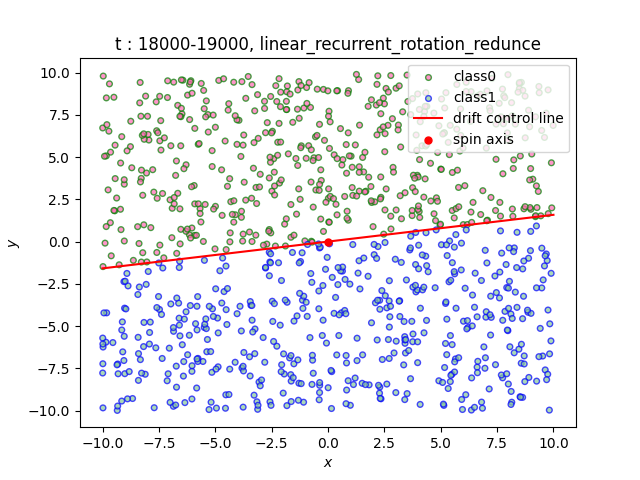 t : 18000-19000, linear_recurrent_rotation_redunce
class0
class1
drift control line
spin axis
10.0
7.5
5.0
2.5
0.0
−2.5
−5.0
−7.5
−10.0
y
−10.0 −7.5 −5.0 −2.5 0.0 2.5 5.0 7.5 10.0
x